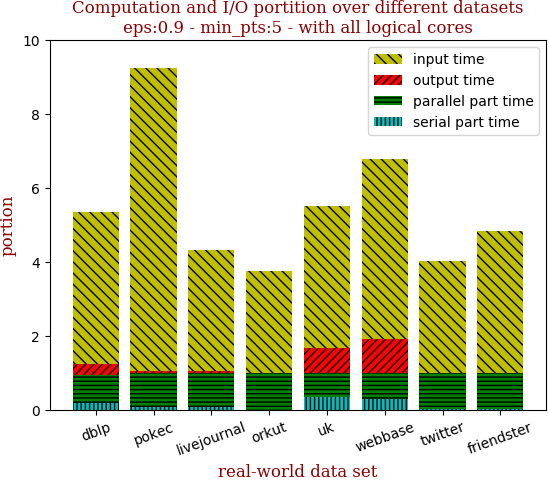 Computation and I/O portition over different datasets
eps:0.9 - min_pts:5 - with all logical cores
input time
output time
parallel part time
serial part time
portion
10
8
6
4
2
0
dblp
pokec
livejournal
orkut
uk
webbase
twitter
friendster
real-world data set